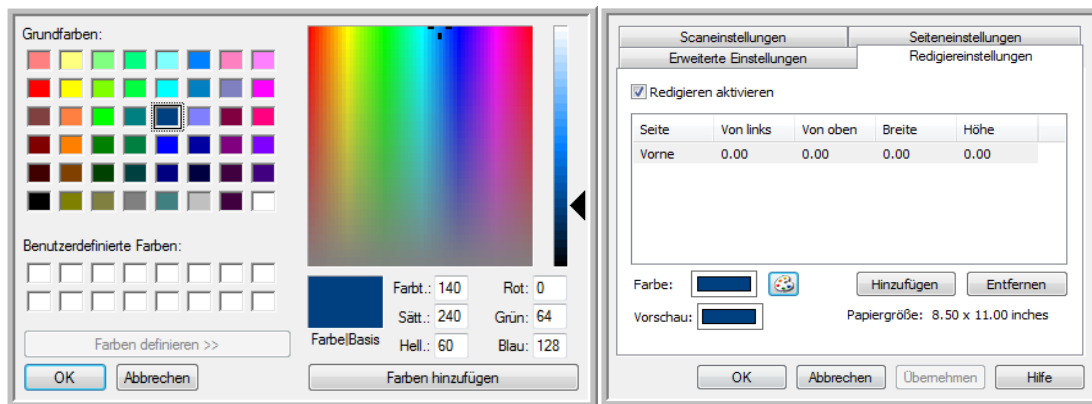 Grundfarben:
Benutzerdefinierte Farben:
Farben definieren >>
OK Abbrechen
Farbt.: 140 Rot: 0
Sätt.: 240 Grün: 64
Farbe|Basis Hell.: 60 Blau: 128
Farben hinzufügen
Scaneinstellungen Seiteneinstellungen
Erweiterte Einstellungen Redigiereinstellungen
Redigieren aktivieren
Seite Von links Von oben Breite Höhe
Vorne 0.00 0.00 0.00 0.00
Farbe: Hinzufügen Entfernen
Vorschau: Papiergröße: 8.50 x 11.00 inches
OK Abbrechen Übernehmen Hilfe